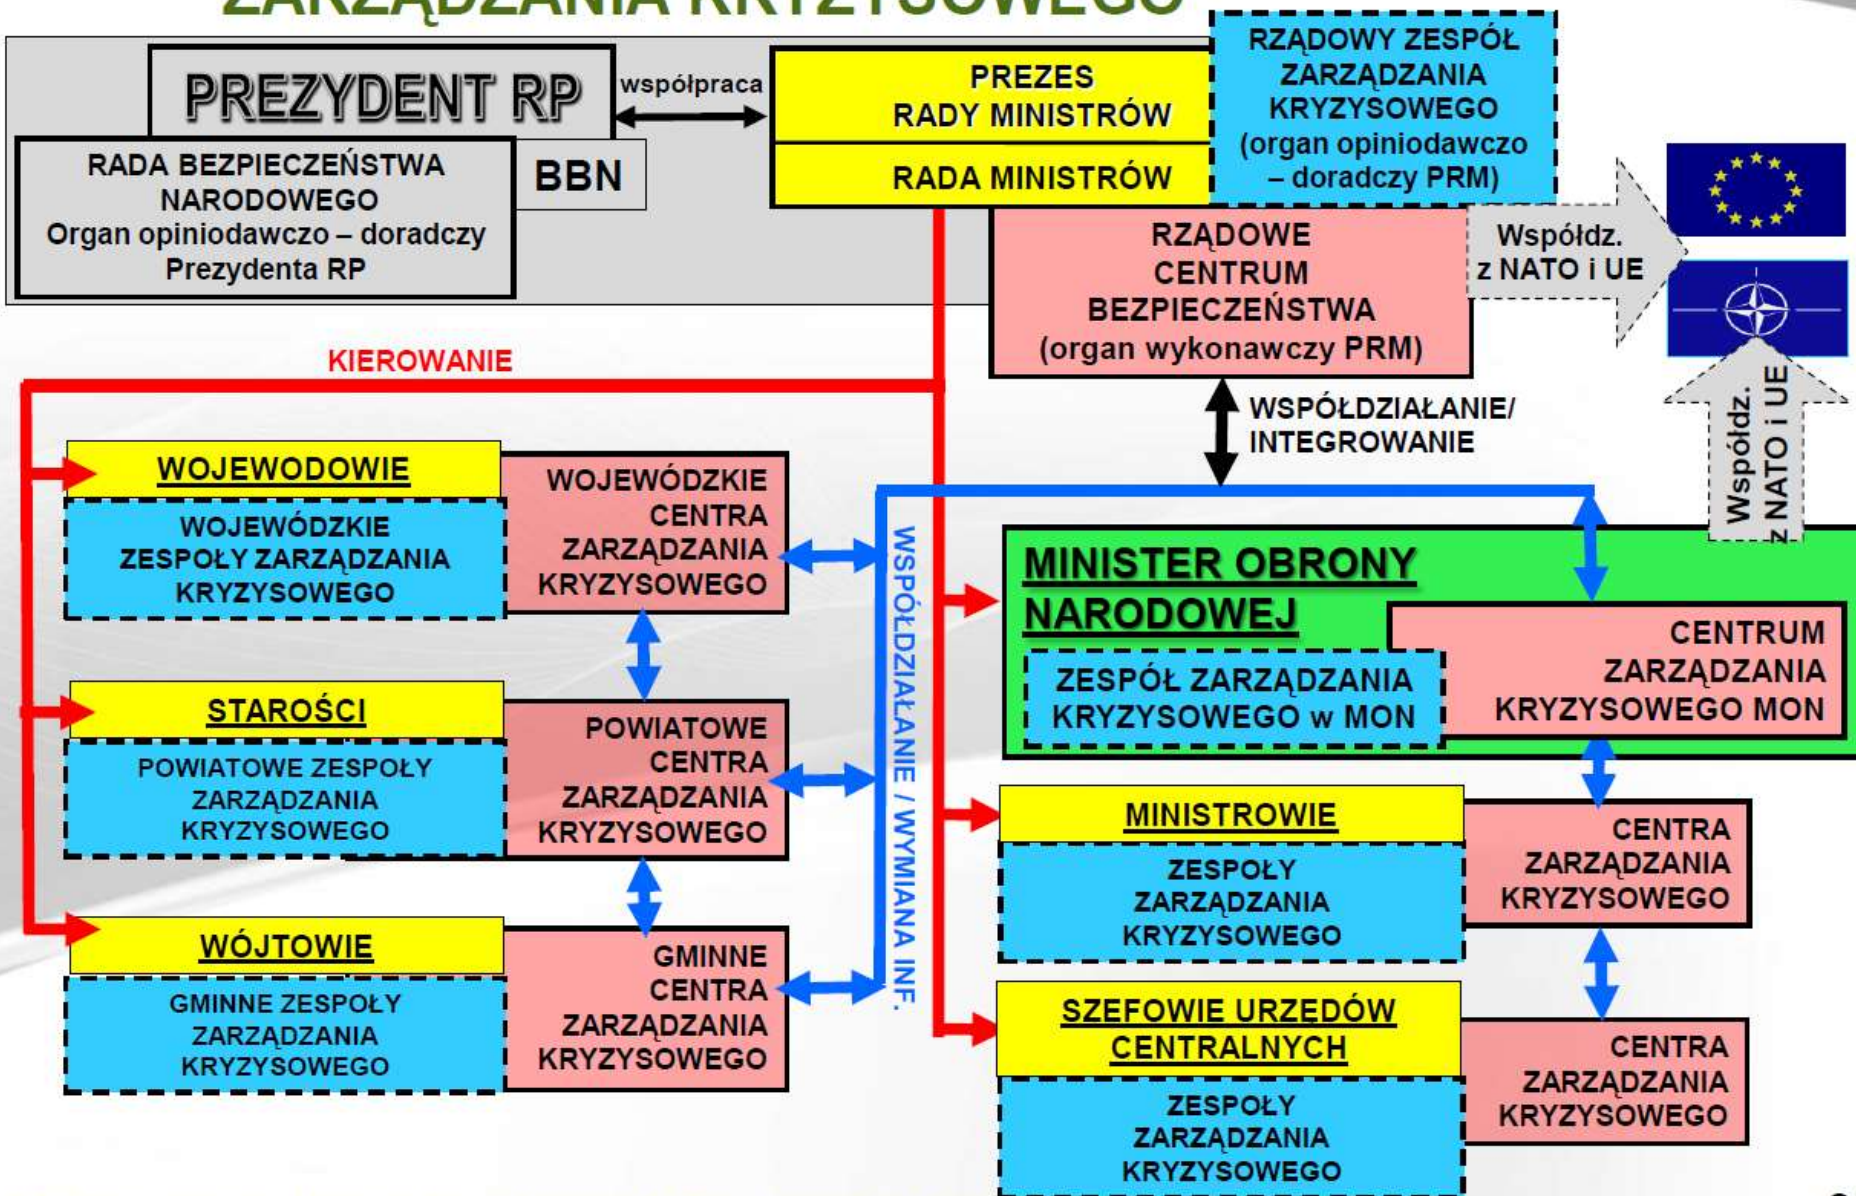 ZARZĄDZANIA KRYZYSOWEGO
PREZYDENT RP
współpraca
PREZES
RADY MINISTRÓW
RADA MINISTRÓW
RZĄDOWY ZESPÓŁ
ZARZĄDZANIA
KRYZYSOWEGO
(organ opiniodawczo
– doradczy PRM)
RADA BEZPIECZEŃSTWA
NARODOWEGO
Organ opiniodawczo – doradczy
Prezydenta RP
BBN
RZĄDOWE
CENTRUM
BEZPIECZEŃSTWA
(organ wykonawczy PRM)
Współdz.
z NATO i UE
KIEROWANIE
WSPÓŁDZIAŁANIE/
INTEGROWANIE
Współdz.
z NATO i UE
WOJEWODOWIE
WOJEWÓDZKIE
ZESPOŁY ZARZĄDZANIA
KRYZYSOWEGO
WOJEWÓDZKIE
CENTRA
ZARZĄDZANIA
KRYZYSOWEGO
STAROŚCI
POWIATOWE ZESPOŁY
ZARZĄDZANIA
KRYZYSOWEGO
POWIATOWE
CENTRA
ZARZĄDZANIA
KRYZYSOWEGO
WÓJTOWIE
GMINNE ZESPOŁY
ZARZĄDZANIA
KRYZYSOWEGO
GMINNE
CENTRA
ZARZĄDZANIA
KRYZYSOWEGO
WSPÓŁDZIAŁANIE / WYMIANA INF.
MINISTER OBRONY
NARODOWEJ
ZESPÓŁ ZARZĄDZANIA
KRYZYSOWEGO w MON
CENTRUM
ZARZĄDZANIA
KRYZYSOWEGO MON
MINISTROWIE
ZESPOŁY
ZARZĄDZANIA
KRYZYSOWEGO
CENTRA
ZARZĄDZANIA
KRYZYSOWEGO
SZEFOWIE URZĘDÓW
CENTRALNYCH
ZESPOŁY
ZARZĄDZANIA
KRYZYSOWEGO
CENTRA
ZARZĄDZANIA
KRYZYSOWEGO